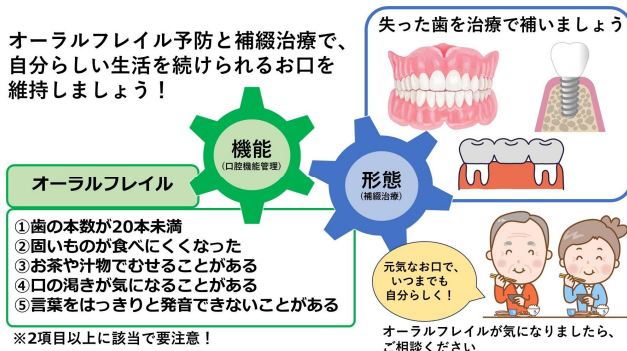 オーラルフレイル予防と補綴治療で、
自分らしい生活を続けられるお口を
維持しましょう！
失った歯を治療で補いましょう
機能
(口腔機能管理)
形態
(補綴治療)
オーラルフレイル
①歯の本数が20本未満
②固いものが食べにくくなった
③お茶や汁物でむせることがある
④口の渇きが気になることがある
⑤言葉をはっきりと発音できないことがある
※2項目以上に該当で要注意！
元気なお口で、
いつまでも
自分らしく！
オーラルフレイルが気になりましたら、
ご相談ください